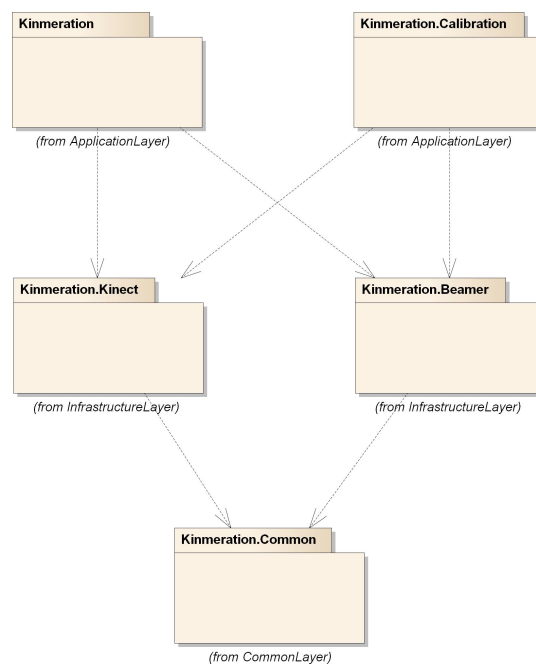 Kinmeration
Kinmeration.Calibration
(from ApplicationLayer)
(from ApplicationLayer)
Kinmeration.Kinect
Kinmeration.Beamer
(from InfrastructureLayer)
(from InfrastructureLayer)
Kinmeration.Common
(from CommonLayer)